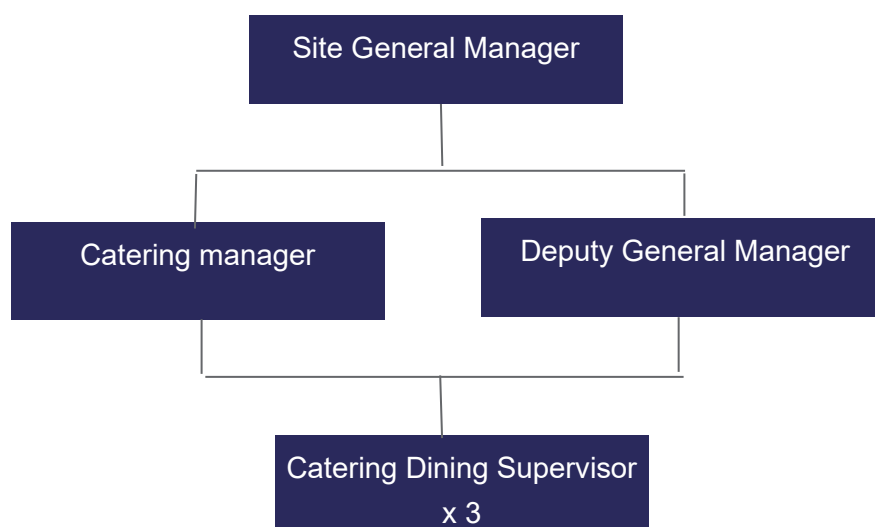 Site General Manager
Catering manager
Deputy General Manager
Catering Dining Supervisor
x 3